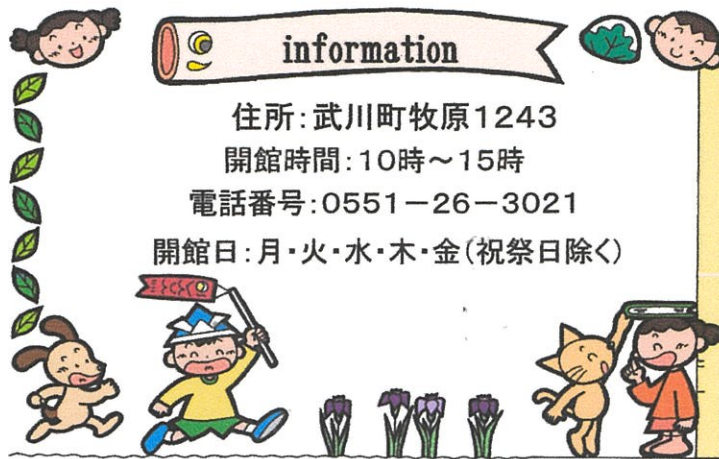 information
住所:武川町牧原1243
開館時間:10時～15時
電話番号:0551－26－3021
開館日:月・火・水・木・金(祝祭日除く)